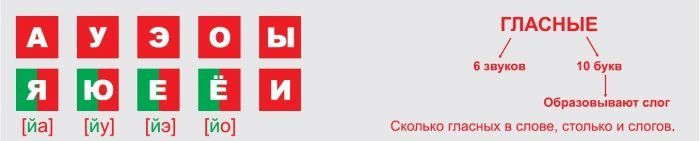 А У Э О Ы
Я Ю Е Ё И
[йа] [йу] [йэ] [йо]
ГЛАСНЫЕ
6 звуков 10 букв
Образовывают слог
Сколько гласных в слове, столько и слогов.